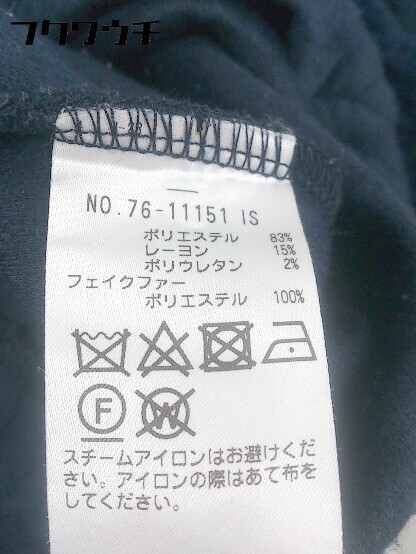 フクウクチ
NO.76-11151 IS
ポリエステル 83%
レーヨン 15%
ポリウレタン 2%
フェイクファー
ポリエステル 100%
F W
スチームアイロンはお避けくだ
さい。アイロンの際はあて布を
してください。